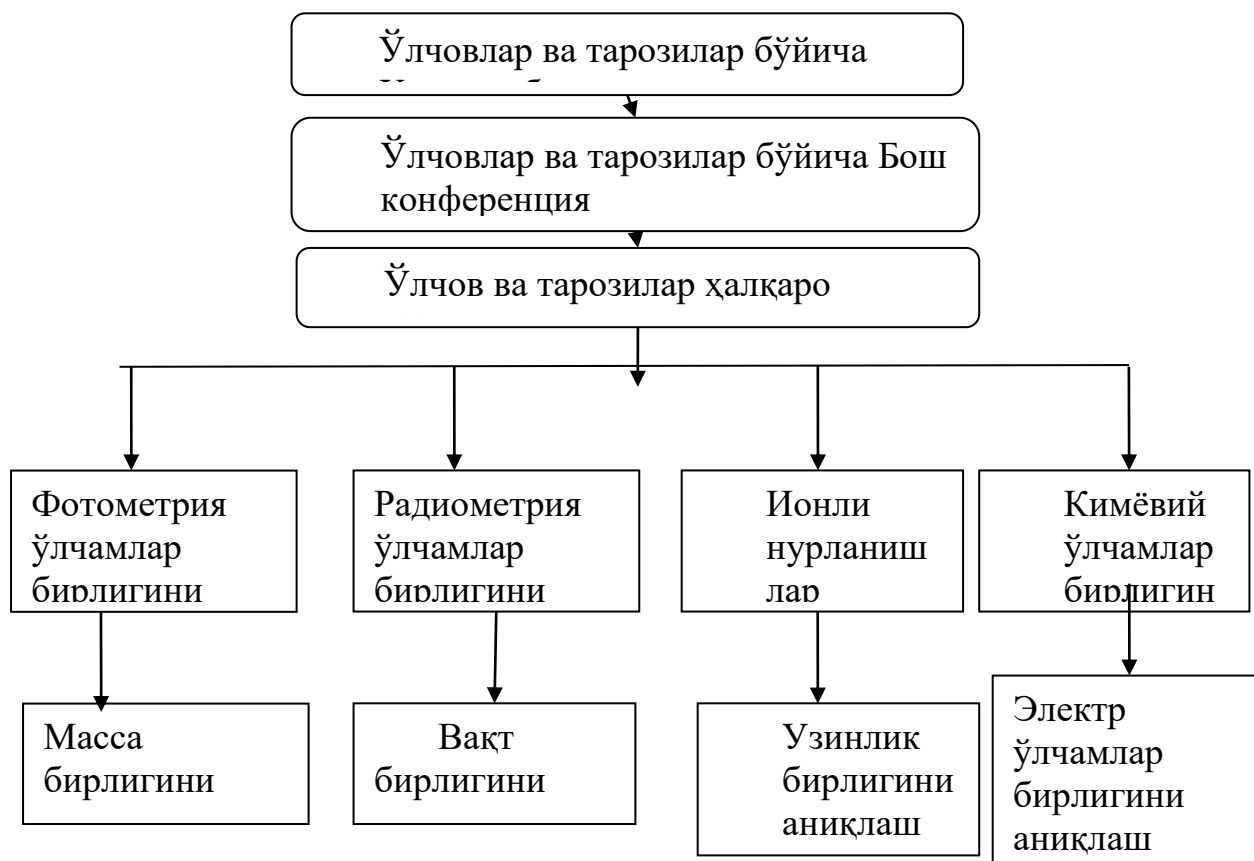 Ўлчовлар ва тарозилар бўйича
Ўлчовлар ва тарозилар бўйича Бош
конференция
Ўлчов ва тарозилар ҳалқаро
Фотометрия
ўлчамлар
бирлигини
Радиометрия
ўлчамлар
бирлигини
Ионли
нурланиш
лар
Кимёвий
ўлчамлар
бирлигин
Масса
бирлигини
Вақт
бирлигини
Узинлик
бирлигини
аниқлаш
Электр
ўлчамлар
бирлигини
аниқлаш